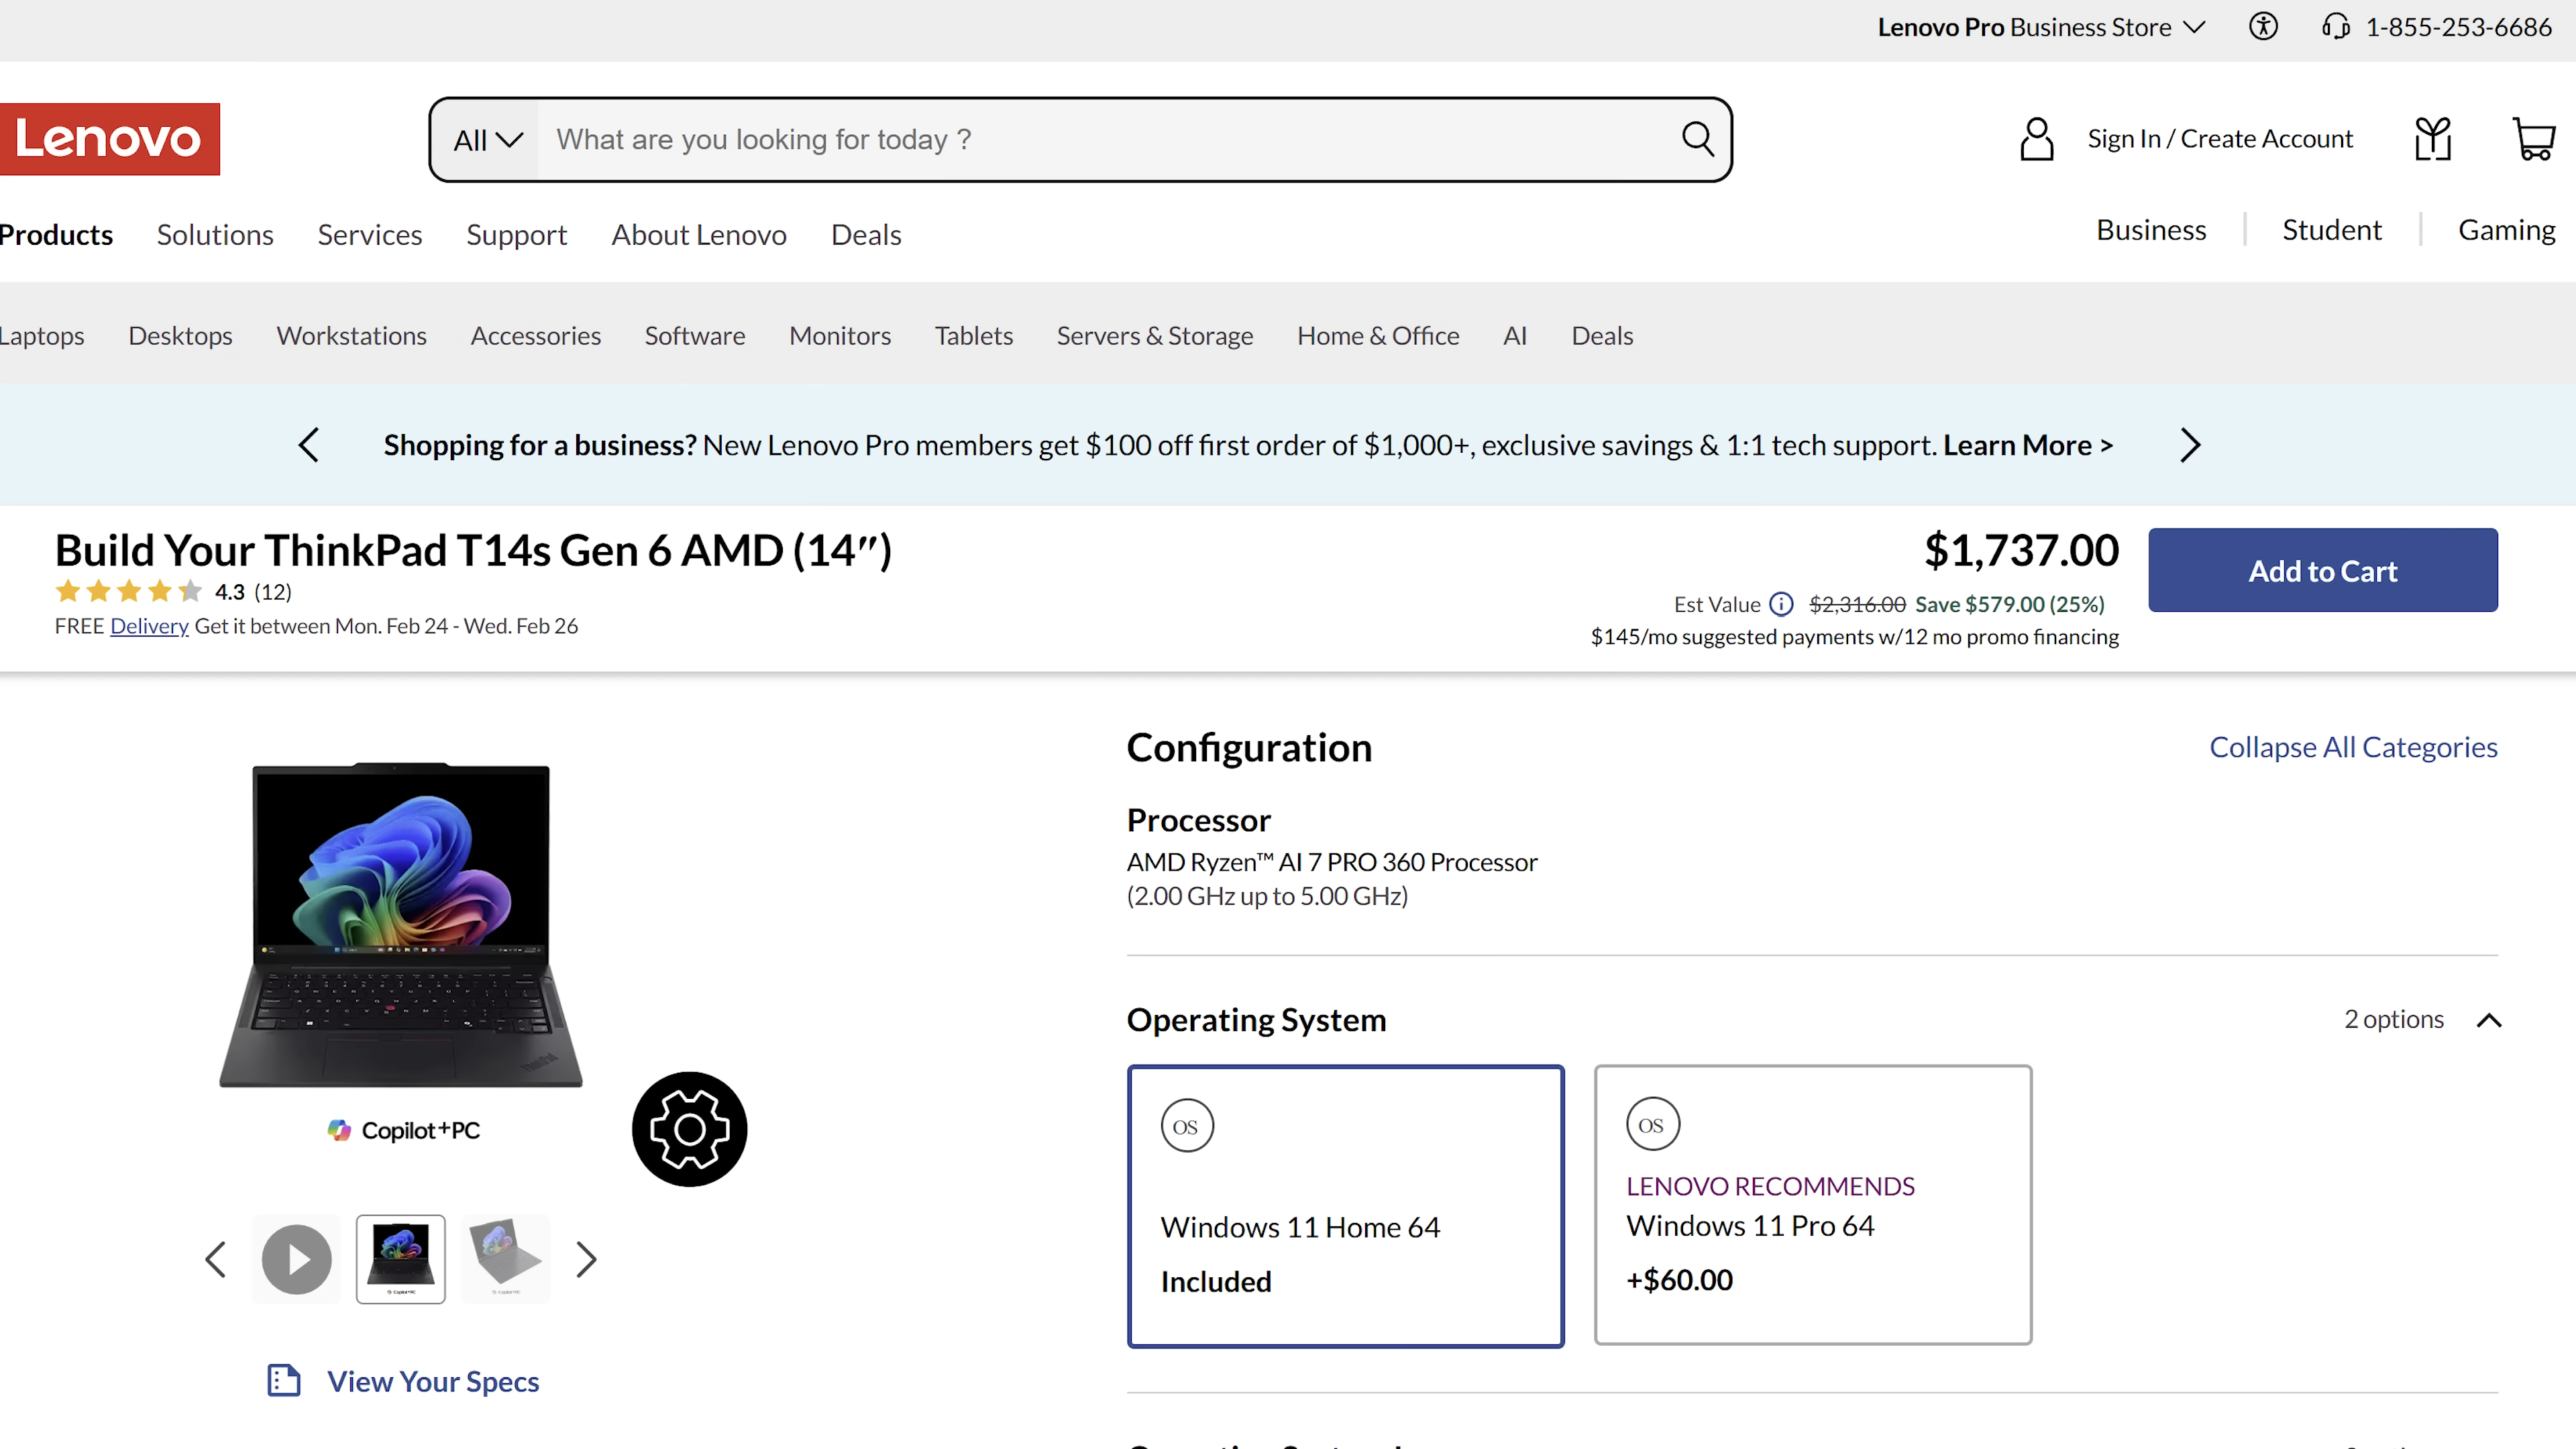 Lenovo Pro Business Store
1-855-253-6686
Lenovo
All
What are you looking for today ?
Sign In / Create Account
Products Solutions Services Support About Lenovo Deals
Business Student Gaming
Laptops Desktops Workstations Accessories Software Monitors Tablets Servers & Storage Home & Office AI Deals
Shopping for a business? New Lenovo Pro members get $100 off first order of $1,000+, exclusive savings & 1:1 tech support. Learn More >
Build Your ThinkPad T14s Gen 6 AMD (14″)
4.3 (12)
FREE Delivery Get it between Mon. Feb 24 - Wed. Feb 26
$1,737.00
Est Value $2,316.00 Save $579.00 (25%)
$145/mo suggested payments w/12 mo promo financing
Add to Cart
Copilot+PC
View Your Specs
Configuration
Collapse All Categories
Processor
AMD Ryzen™ AI 7 PRO 360 Processor
(2.00 GHz up to 5.00 GHz)
Operating System
2 options
OS
Windows 11 Home 64
Included
OS
LENOVO RECOMMENDS
Windows 11 Pro 64
+$60.00